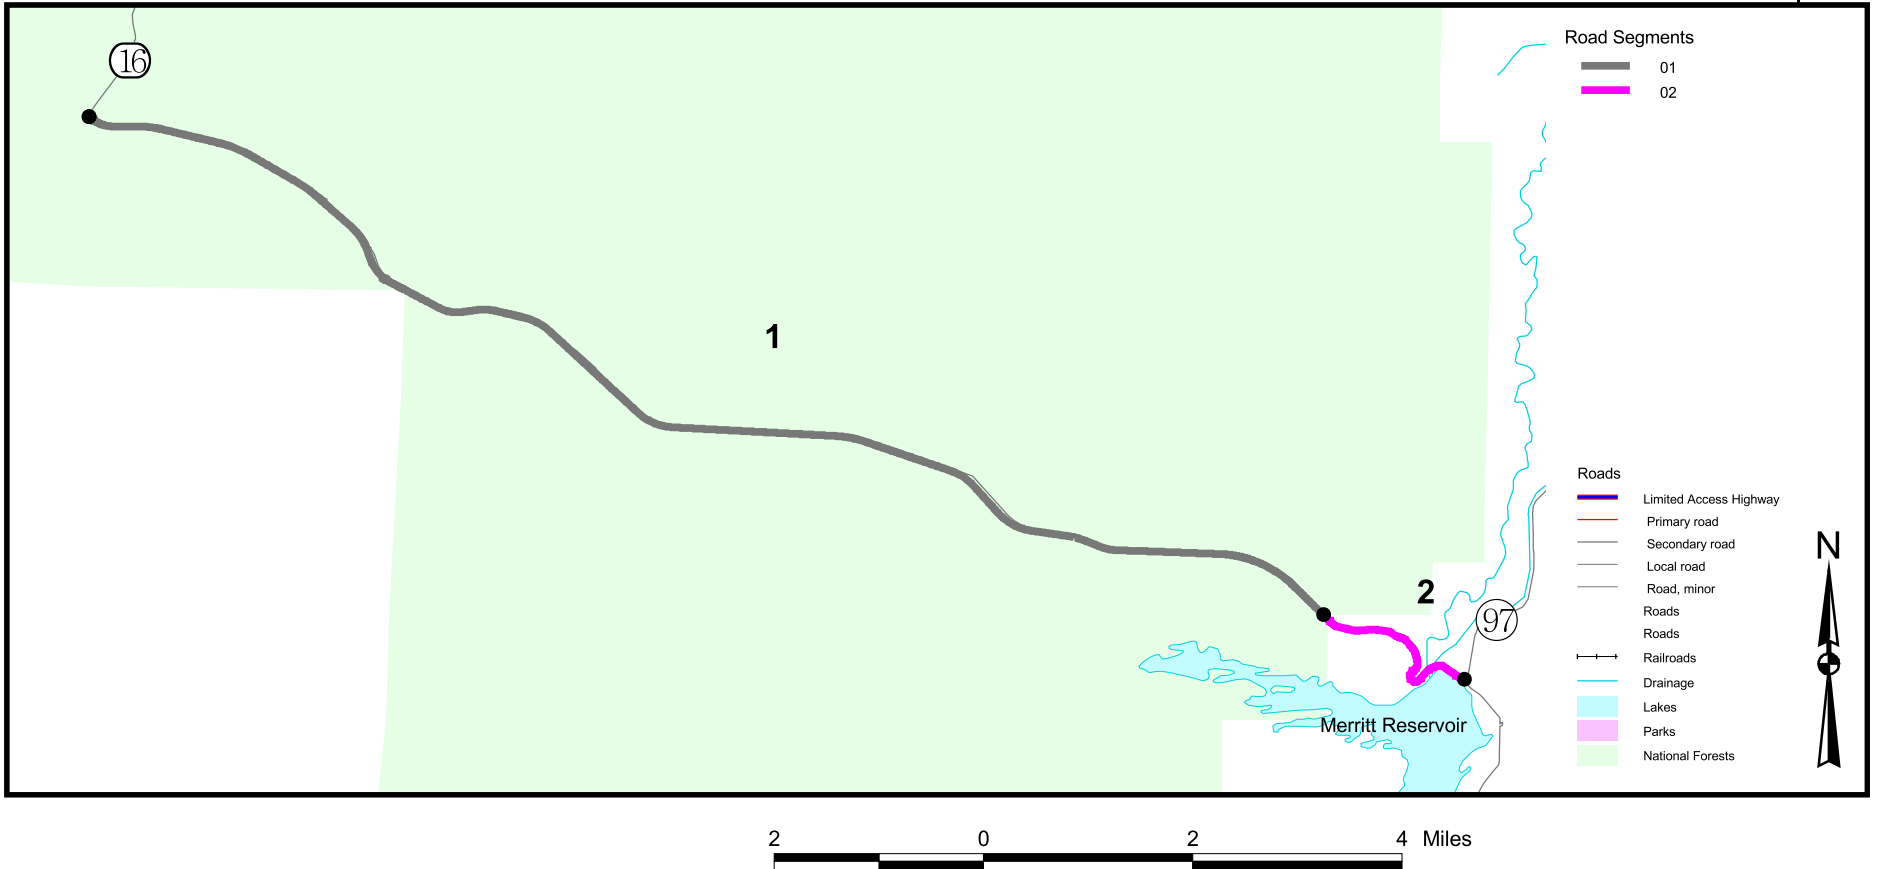 16
Road Segments
01
02
1
2
97
Merritt Reservoir
Roads
Limited Access Highway
Primary road
Secondary road
Local road
Road, minor
Roads
Roads
Railroads
Drainage
Lakes
Parks
National Forests
N
2 0 2 4 Miles